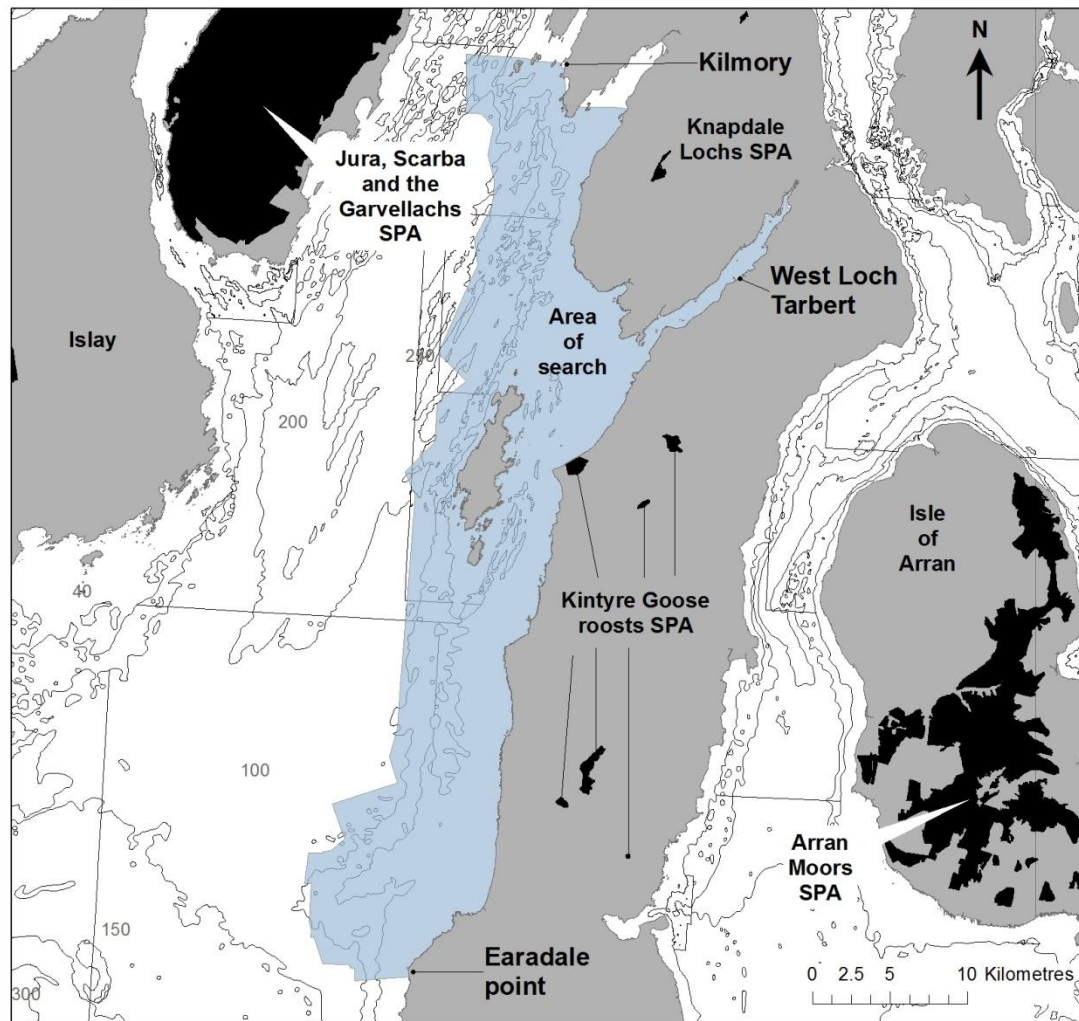 N
Kilmory
Knapdale
Lochs SPA
Jura, Scarba
and the
Garvellachs
SPA
West Loch
Tarbert
Area
of
search
Islay
200
Isle
of
Arran
40
Kintyre Goose
roosts SPA
100
Arran
Moors
SPA
150
Earadale
point
300
0 2.5 5 10 Kilometres